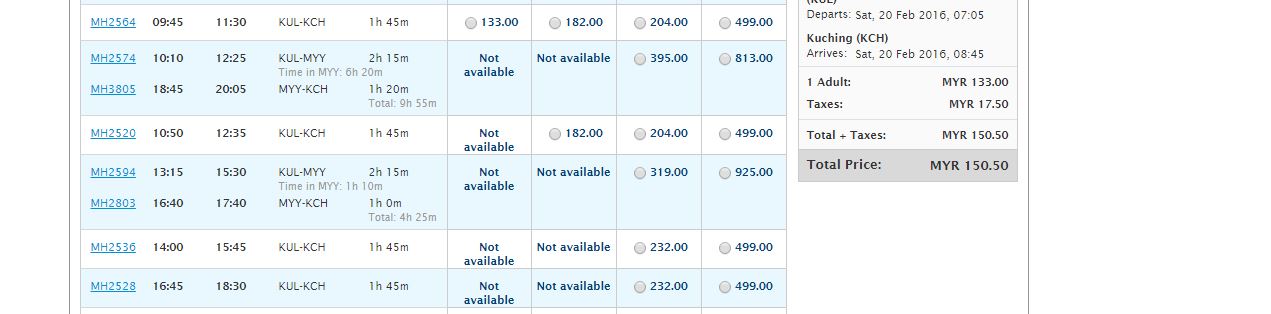 MH2564 09:45 11:30 KUL-KCH 1h 45m 133.00 182.00 204.00 499.00
MH2574 10:10 12:25 KUL-MYY 2h 15m Not available Not available 395.00 813.00
Time in MYY: 6h 20m
MH3805 18:45 20:05 MYY-KCH 1h 20m
Total: 9h 55m
MH2520 10:50 12:35 KUL-KCH 1h 45m Not available 182.00 204.00 499.00
MH2594 13:15 15:30 KUL-MYY 2h 15m Not available Not available 319.00 925.00
Time in MYY: 1h 10m
MH2803 16:40 17:40 MYY-KCH 1h 0m
Total: 4h 25m
MH2536 14:00 15:45 KUL-KCH 1h 45m Not available Not available 232.00 499.00
MH2528 16:45 18:30 KUL-KCH 1h 45m Not available Not available 232.00 499.00
(KUL)
Departs: Sat, 20 Feb 2016, 07:05
Kuching (KCH)
Arrives: Sat, 20 Feb 2016, 08:45
1 Adult: MYR 133.00
Taxes: MYR 17.50
Total + Taxes: MYR 150.50
Total Price: MYR 150.50